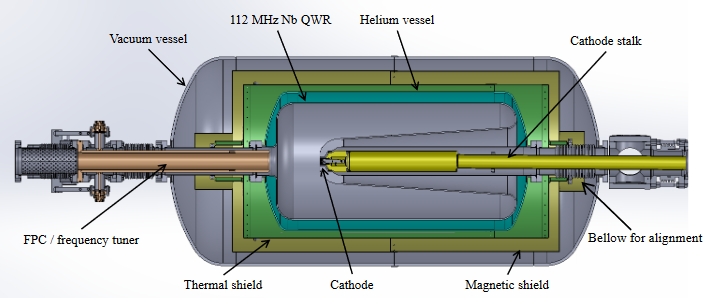 112 MHz Nb QWR
Helium vessel
Vacuum vessel
Cathode stalk
FPC / frequency tuner
Bellow for alignment
Thermal shield
Cathode
Magnetic shield